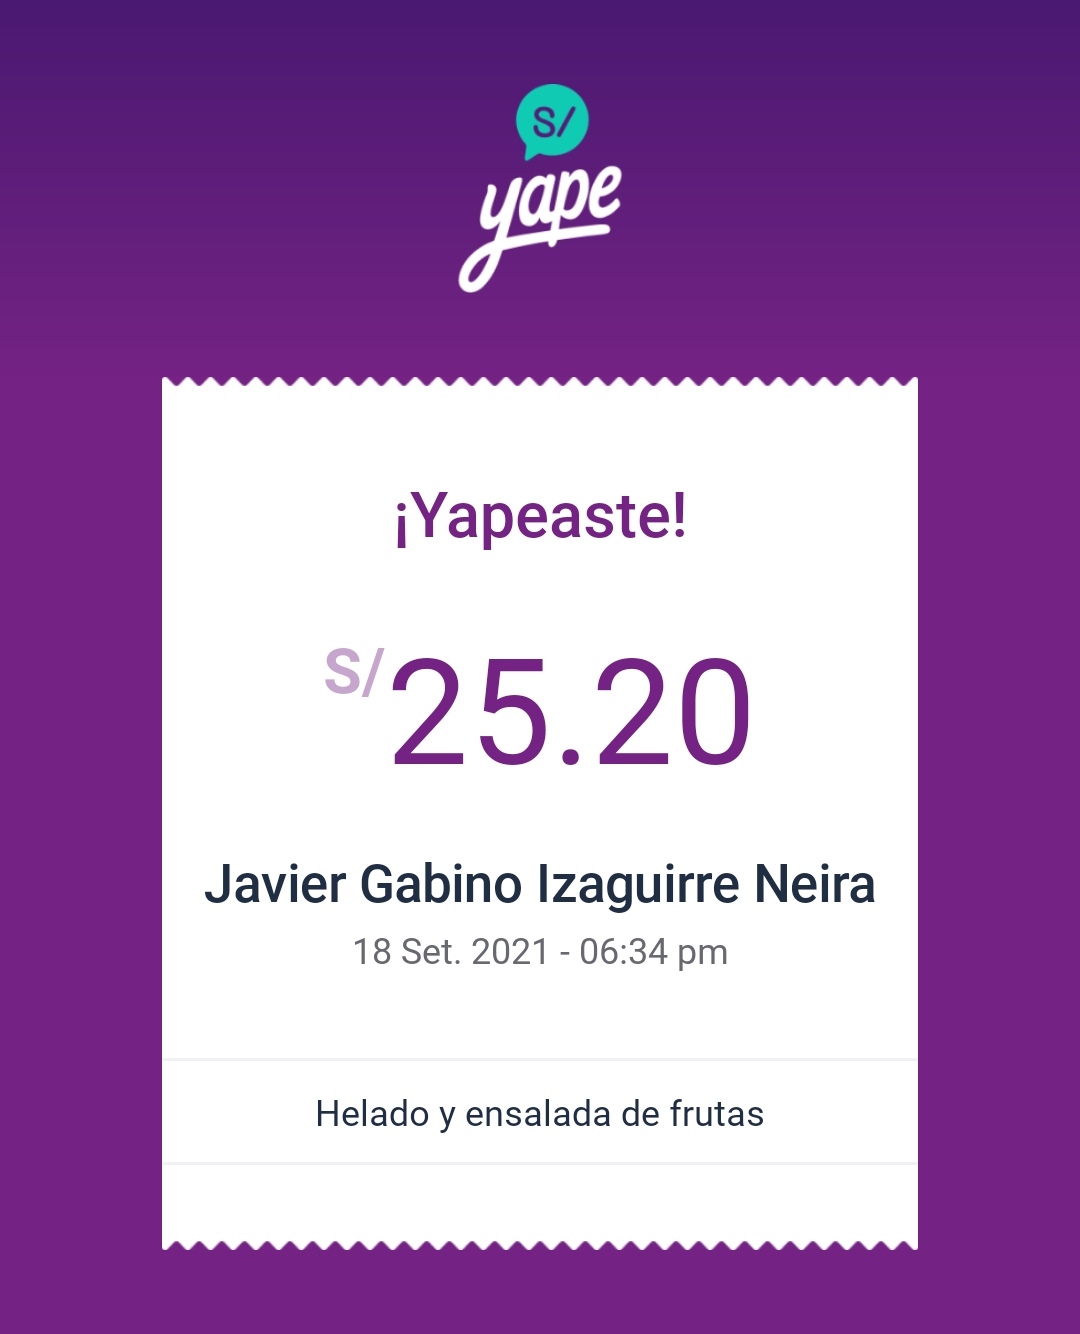 S/
yape
¡Yapeaste!
S/25.20
Javier Gabino Izaguirre Neira
18 Set. 2021 - 06:34 pm
Helado y ensalada de frutas